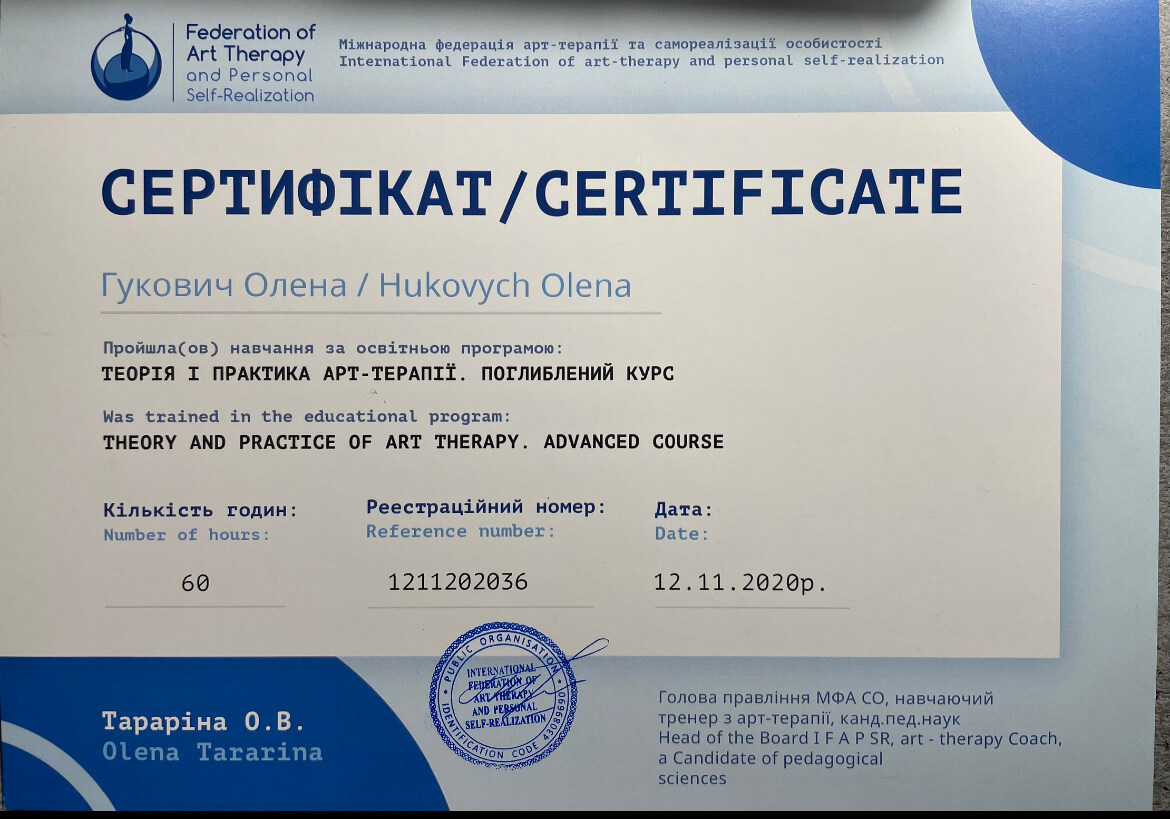 Federation of
Art Therapy
and Personal
Self-Realization
Міжнародна федерація арт-терапії та самореалізації особистості
International Federation of art-therapy and personal self-realization
СЕРТИФІКАТ/CERTIFICATE
Гукович Олена / Hukovych Olena
Пройшла(ов) навчання за освітньою програмою:
ТЕОРІЯ І ПРАКТИКА АРТ-ТЕРАПІЇ. ПОГЛИБЛЕНИЙ КУРС
Was trained in the educational program:
THEORY AND PRACTICE OF ART THERAPY. ADVANCED COURSE
Кількість годин:
Number of hours:
60
Реестраційний номер:
Reference number:
1211202036
Дата:
Date:
12.11.2020р.
PUBLIC ORGANISATION
INTERNATIONAL
FEDERATION OF
ART THERAPY
AND PERSONAL
SELF-REALIZATION
IDENTIFICATION CODE 43089690
Тараріна О.В.
Olena Tararina
Голова правління МФА СО, навчаючий
тренер з арт-терапії, канд.пед.наук
Head of the Board I F A P SR, art - therapy Coach,
a Candidate of pedagogical
sciences